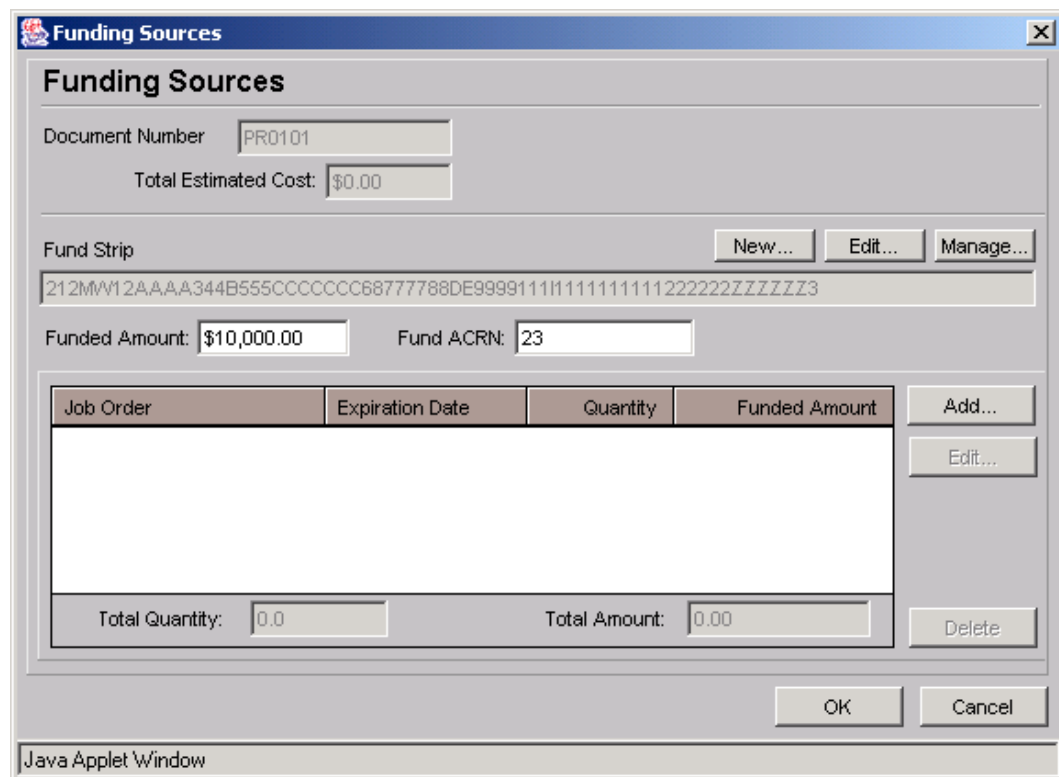 Funding Sources
Funding Sources
Document Number PR0101
Total Estimated Cost: $0.00
New... Edit... Manage...
Fund Strip
Funded Amount: $10,000.00 Fund ACRN: 23
Job Order Expiration Date Quantity Funded Amount Add...
Edit...
Total Quantity: 0.0 Total Amount: 0.00
Delete
OK Cancel
Java Applet Window